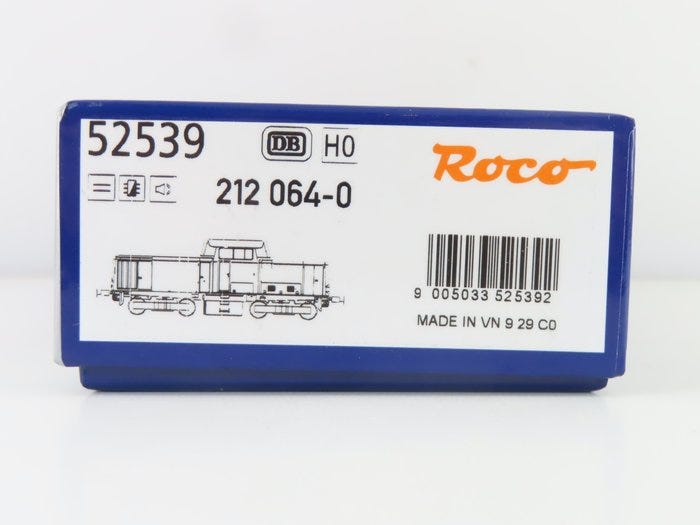 52539 DB H0 Roco
212 064-0
9 005033 525392
MADE IN VN 9 29 C0